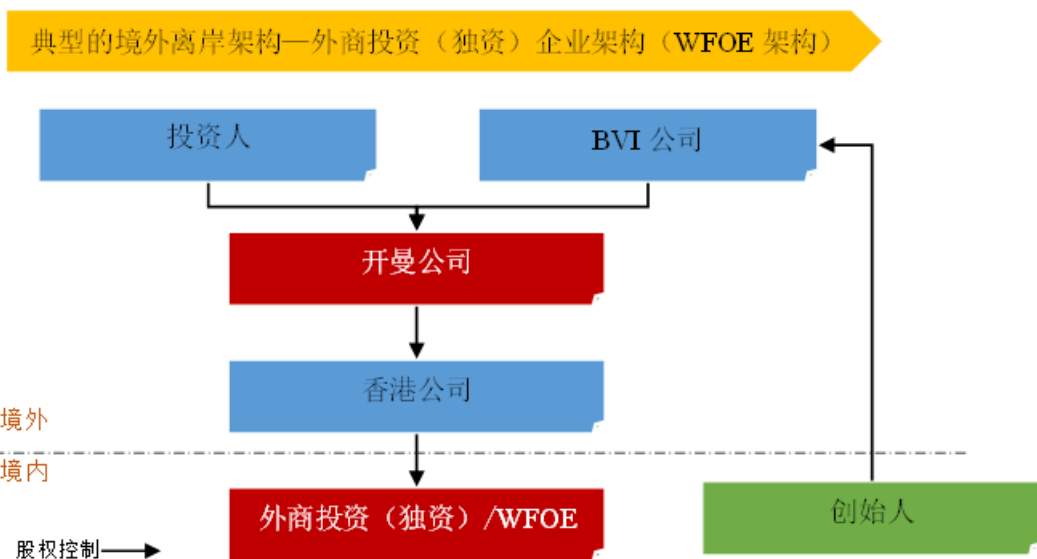 典型的境外离岸架构—外商投资（独资）企业架构（WFOE 架构）
投资人
BVI 公司
开曼公司
香港公司
境外
境内
外商投资（独资）/WFOE
创始人
股权控制